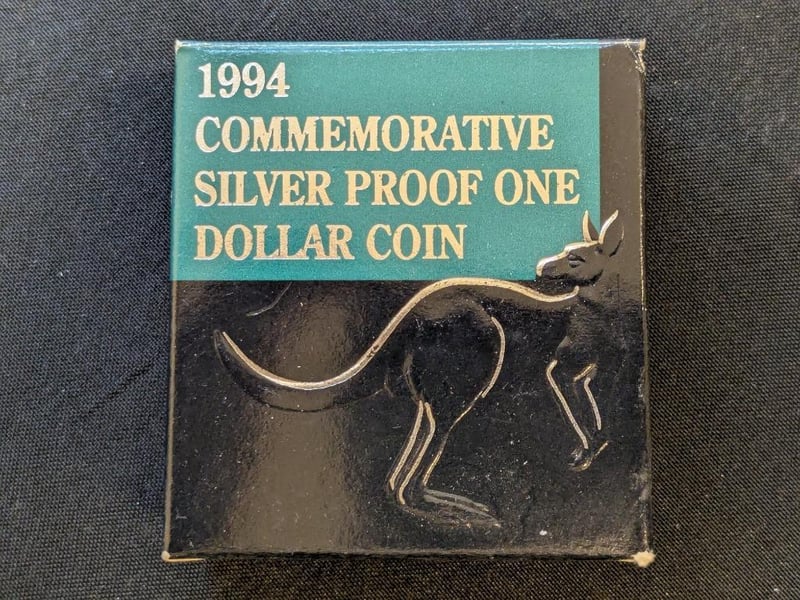 1994
COMMEMORATIVE
SILVER PROOF ONE
DOLLAR COIN